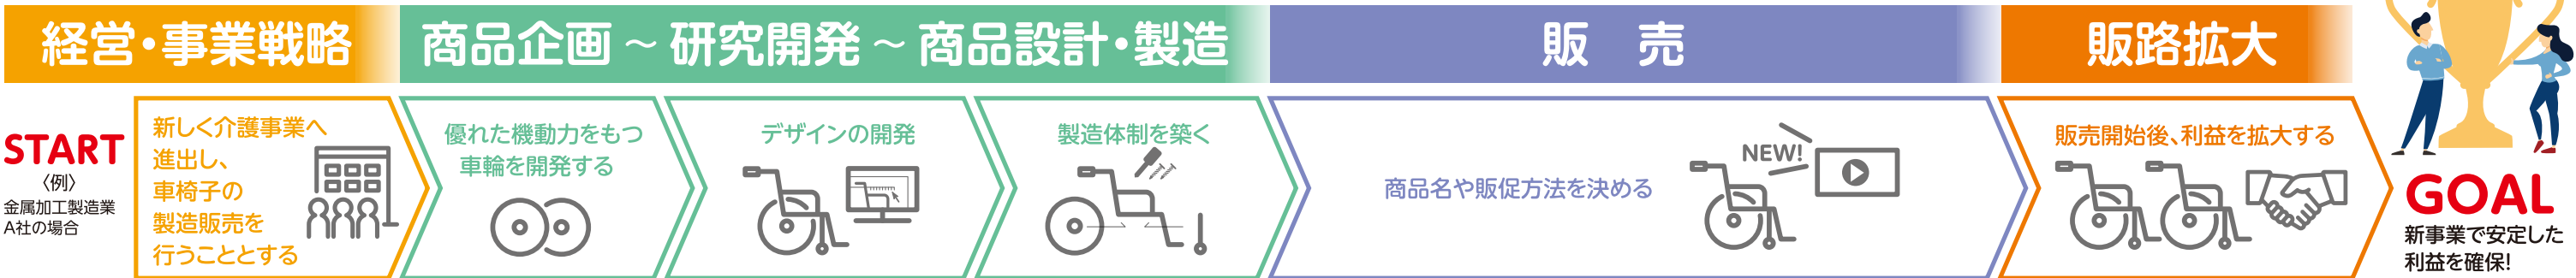 経営・事業戦略
商品企画 ～ 研究開発 ～ 商品設計・製造
販 売
販路拡大
START
〈例〉
金属加工製造業
A社の場合
新しく介護事業へ
進出し、
車椅子の
製造販売を
行うこととする
優れた機動力をもつ
車輪を開発する
デザインの開発
製造体制を築く
商品名や販促方法を決める
NEW!
販売開始後、利益を拡大する
GOAL
新事業で安定した
利益を確保!